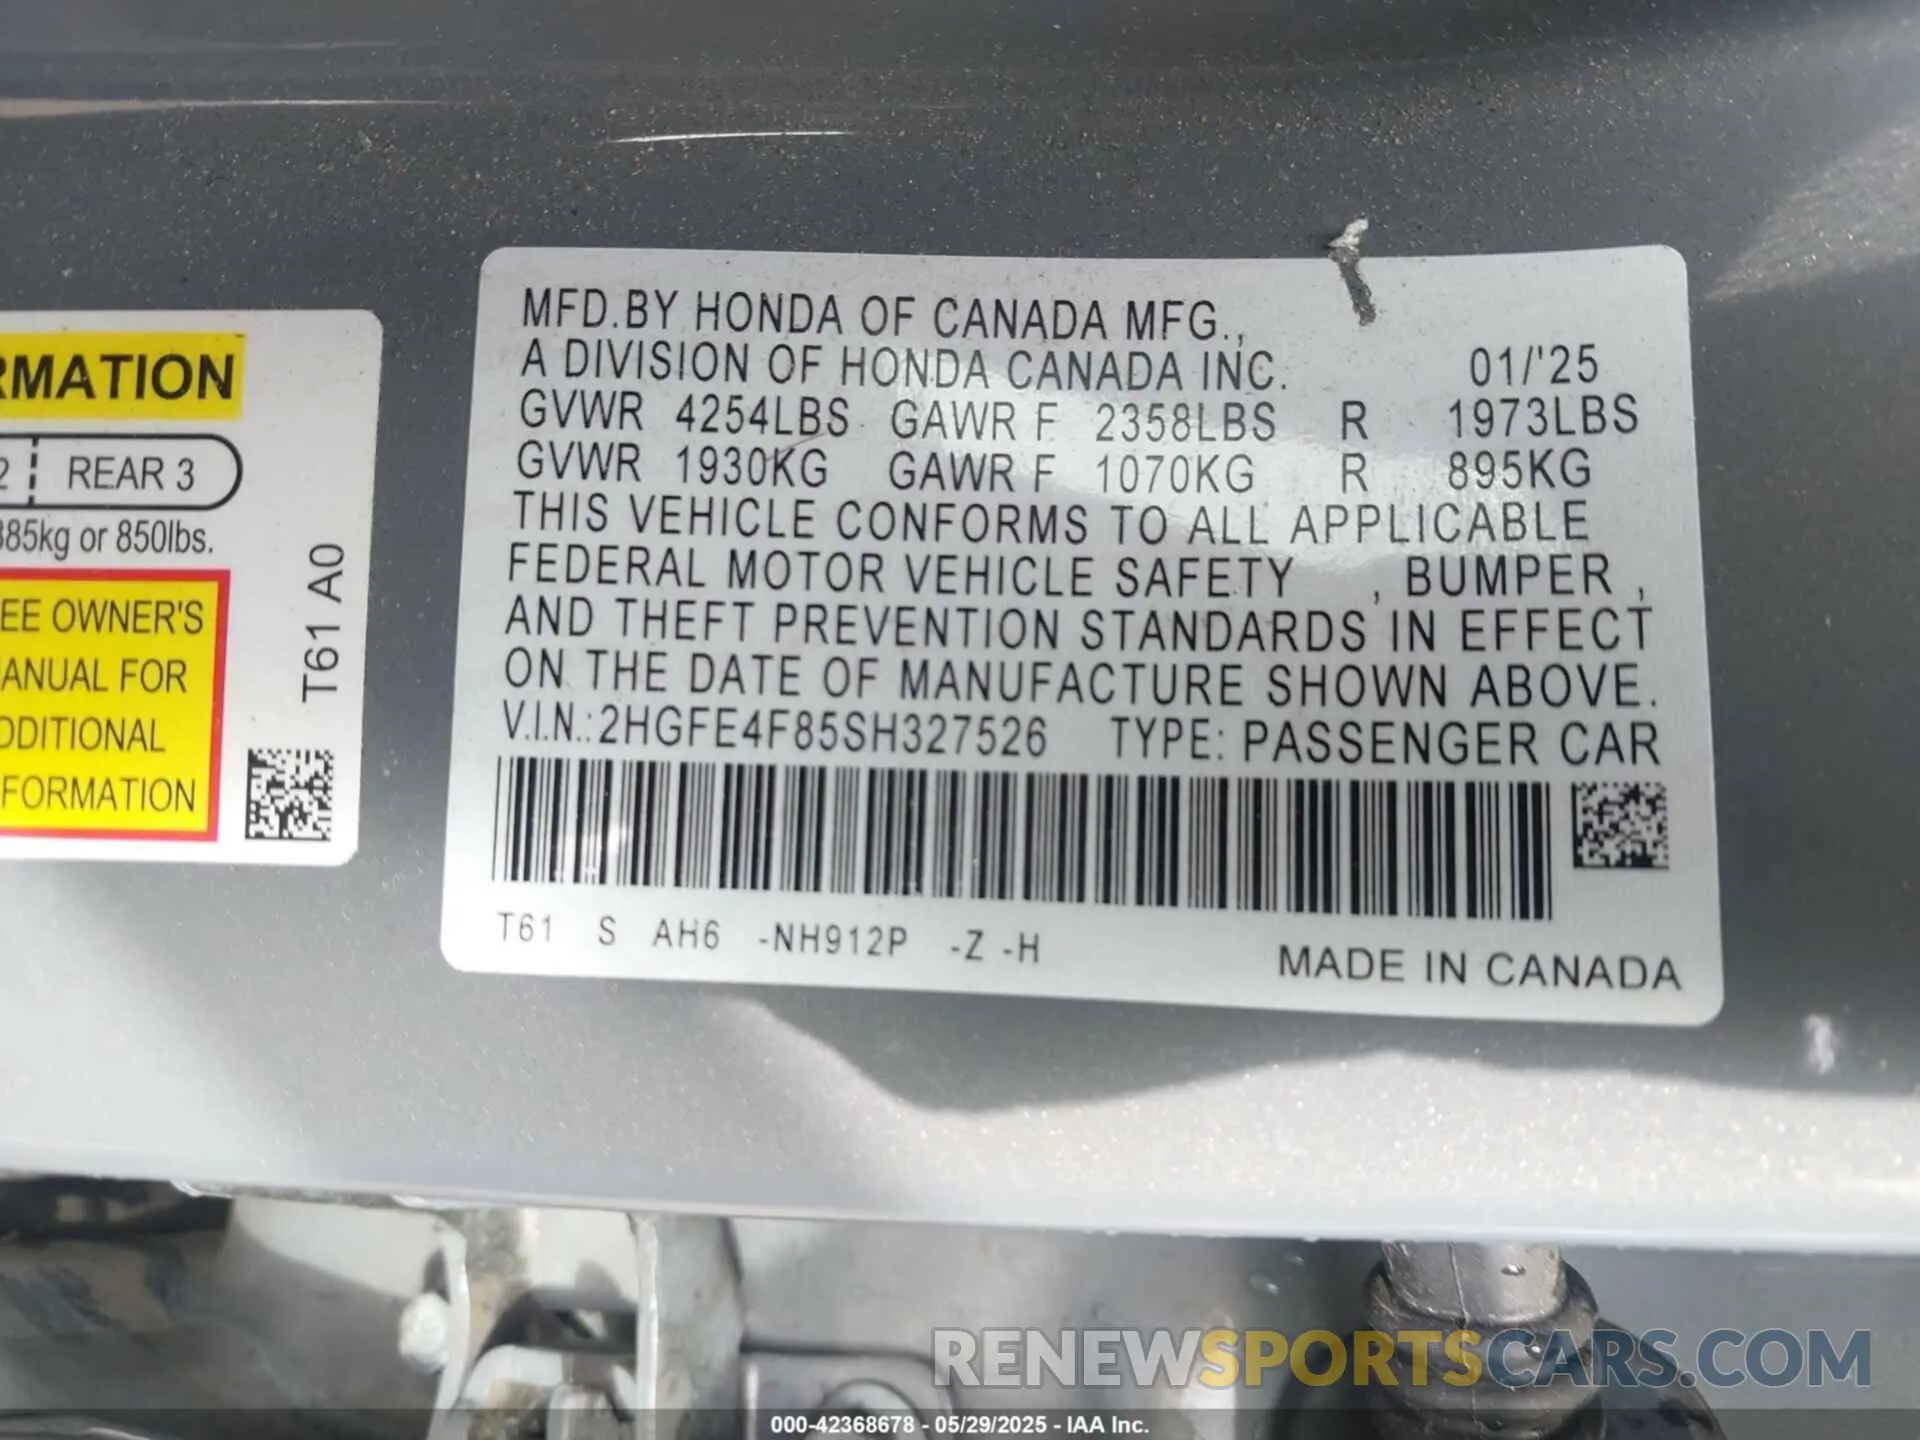 RMATION
2 REAR 3
385kg or 850lbs.
EE OWNER'S
ANUAL FOR
DDITIONAL
FORMATION
T61 A0
MFD.BY HONDA OF CANADA MFG.,
A DIVISION OF HONDA CANADA INC. 01/'25
GVWR 4254LBS GAWR F 2358LBS R 1973LBS
GVWR 1930KG GAWR F 1070KG R 895KG
THIS VEHICLE CONFORMS TO ALL APPLICABLE
FEDERAL MOTOR VEHICLE SAFETY , BUMPER ,
AND THEFT PREVENTION STANDARDS IN EFFECT
ON THE DATE OF MANUFACTURE SHOWN ABOVE.
V.I.N.: 2HGFE4F85SH327526 TYPE: PASSENGER CAR
T61 S AH6 -NH912P -Z -H
MADE IN CANADA
RENEWSPORTSCARS.COM
000-42368678 - 05/29/2025 - IAA Inc.